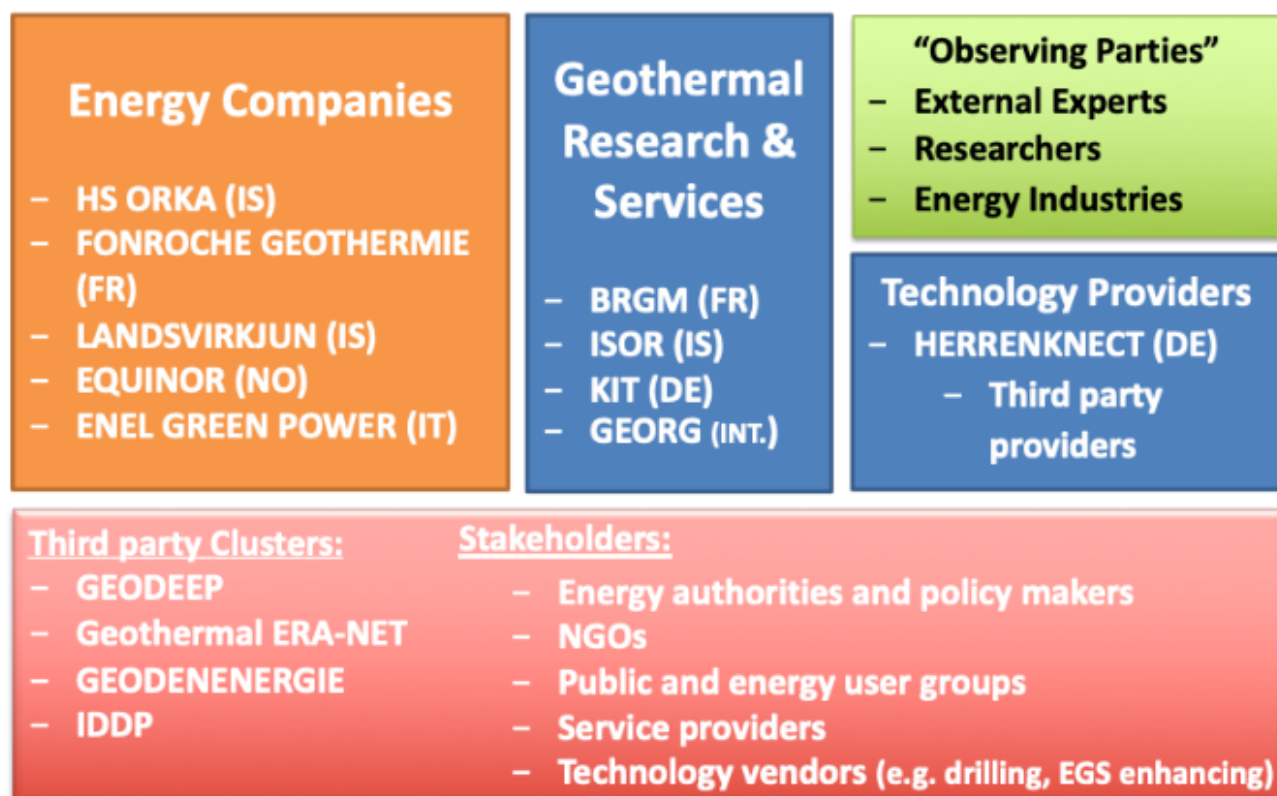 Energy Companies
– HS ORKA (IS)
– FONROCHE GEOTHERMIE
(FR)
– LANDSVIRKJUN (IS)
– EQUINOR (NO)
– ENEL GREEN POWER (IT)
Geothermal
Research &
Services
– BRGM (FR)
– ISOR (IS)
– KIT (DE)
– GEORG (INT.)
“Observing Parties”
– External Experts
– Researchers
– Energy Industries
Technology Providers
– HERRENKNECT (DE)
– Third party
providers
Third party Clusters:
– GEODEEP
– Geothermal ERA-NET
– GEODENENERGIE
– IDDP
Stakeholders:
– Energy authorities and policy makers
– NGOs
– Public and energy user groups
– Service providers
– Technology vendors (e.g. drilling, EGS enhancing)